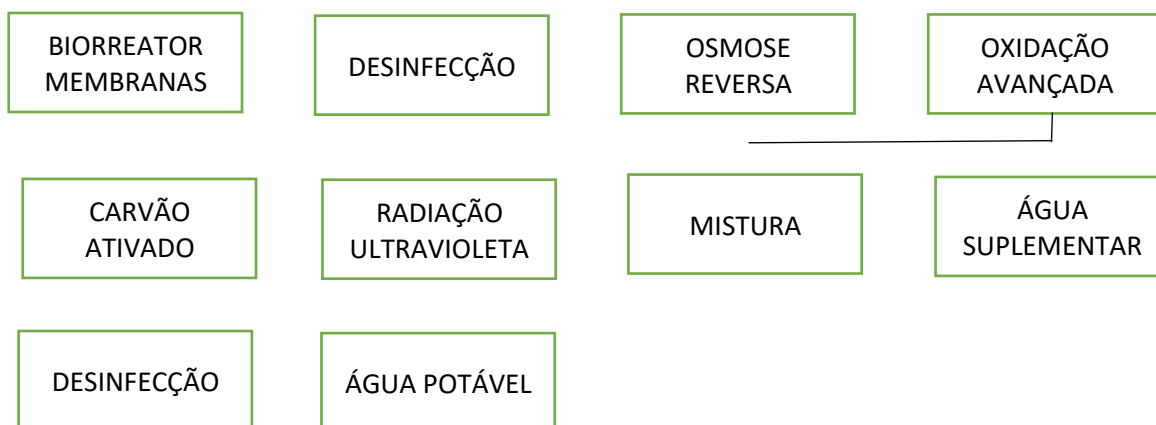 BIORREATOR
MEMBRANAS
DESINFECÇÃO
OSMOSE
REVERSA
OXIDAÇÃO
AVANÇADA
CARVÃO
ATIVADO
RADIAÇÃO
ULTRAVIOLETA
MISTURA
ÁGUA
SUPLEMENTAR
DESINFECÇÃO
ÁGUA POTÁVEL